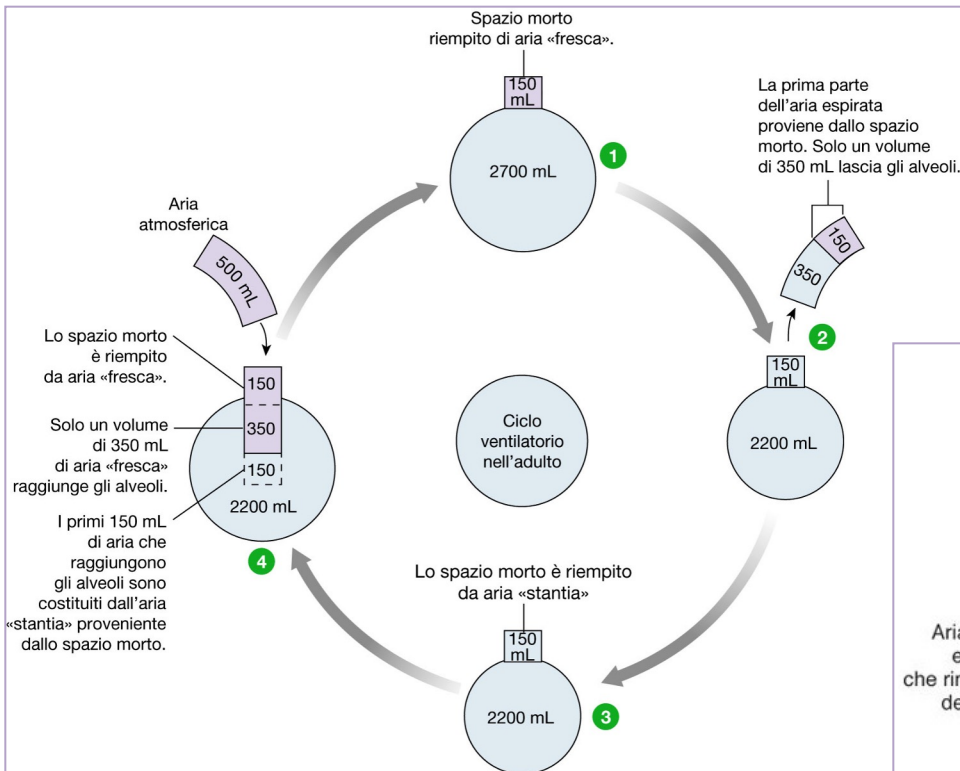 Spazio morto
riempito di aria «fresca».
150
mL
2700 mL
1
La prima parte
dell'aria espirata
proviene dallo spazio
morto. Solo un volume
di 350 mL lascia gli alveoli.
150
350
2
150
mL
2200 mL
Lo spazio morto è riempito
da aria «stantia»
150
mL
2200 mL
3
Aria
atmosferica
500 mL
Lo spazio morto
è riempito
da aria «fresca».
Solo un volume
di 350 mL
di aria «fresca»
raggiunge gli alveoli.
I primi 150 mL
di aria che
raggiungono
gli alveoli sono
costituiti dall'aria
«stantia» proveniente
dallo spazio morto.
150
350
150
2200 mL
4
Ciclo
ventilatorio
nell'adulto
Aria
e
che rin
de